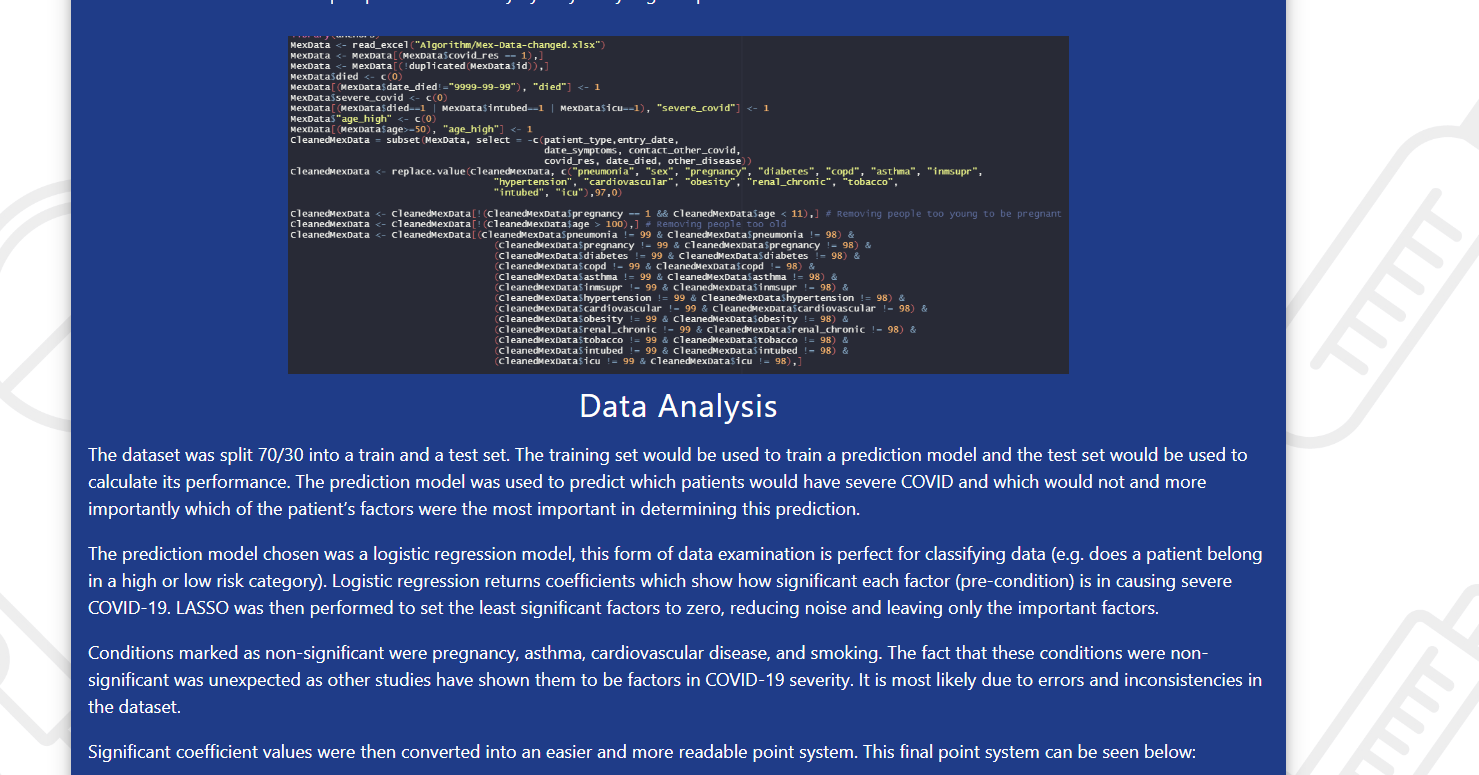 MexData <- read_excel("Algorithm/Mex-Data-changed.xlsx")
MexData <- MexData[(MexData$covid_res == 1),]
MexData <- MexData[(!duplicated(MexData$id)),]
MexData$died <- c(0)
MexData[(MexData$date_died!="9999-99-99"), "died"] <- 1
MexData$severe_covid <- c(0)
MexData[(MexData$died==1 | MexData$intubed==1 | MexData$icu==1), "severe_covid"] <- 1
MexData$"age_high" <- c(0)
MexData[(MexData$age>=50), "age_high"] <- 1
CleanedMexData = subset(MexData, select = -c(patient_type,entry_date,
date_symptoms, contact_other_covid,
covid_res, date_died, other_disease))
CleanedMexData <- replace.value(CleanedMexData, c("pneumonia", "sex", "pregnancy", "diabetes", "copd", "asthma", "inmsupr",
"hypertension", "cardiovascular", "obesity", "renal_chronic", "tobacco",
"intubed", "icu"),97,0)
CleanedMexData <- CleanedMexData[!(CleanedMexData$pregnancy == 1 && CleanedMexData$age < 11),] # Removing people too young to be pregnant
CleanedMexData <- CleanedMexData[!(CleanedMexData$age > 100),] # Removing people too old
CleanedMexData <- CleanedMexData[(CleanedMexData$pneumonia != 99 & CleanedMexData$pneumonia != 98) &
(CleanedMexData$pregnancy != 99 & CleanedMexData$pregnancy != 98) &
(CleanedMexData$diabetes != 99 & CleanedMexData$diabetes != 98) &
(CleanedMexData$copd != 99 & CleanedMexData$copd != 98) &
(CleanedMexData$asthma != 99 & CleanedMexData$asthma != 98) &
(CleanedMexData$inmsupr != 99 & CleanedMexData$inmsupr != 98) &
(CleanedMexData$hypertension != 99 & CleanedMexData$hypertension != 98) &
(CleanedMexData$cardiovascular != 99 & CleanedMexData$cardiovascular != 98) &
(CleanedMexData$obesity != 99 & CleanedMexData$obesity != 98) &
(CleanedMexData$renal_chronic != 99 & CleanedMexData$renal_chronic != 98) &
(CleanedMexData$tobacco != 99 & CleanedMexData$tobacco != 98) &
(CleanedMexData$intubed != 99 & CleanedMexData$intubed != 98) &
(CleanedMexData$icu != 99 & CleanedMexData$icu != 98),]
Data Analysis
The dataset was split 70/30 into a train and a test set. The training set would be used to train a prediction model and the test set would be used to
calculate its performance. The prediction model was used to predict which patients would have severe COVID and which would not and more
importantly which of the patient's factors were the most important in determining this prediction.
The prediction model chosen was a logistic regression model, this form of data examination is perfect for classifying data (e.g. does a patient belong
in a high or low risk category). Logistic regression returns coefficients which show how significant each factor (pre-condition) is in causing severe
COVID-19. LASSO was then performed to set the least significant factors to zero, reducing noise and leaving only the important factors.
Conditions marked as non-significant were pregnancy, asthma, cardiovascular disease, and smoking. The fact that these conditions were non-
significant was unexpected as other studies have shown them to be factors in COVID-19 severity. It is most likely due to errors and inconsistencies in
the dataset.
Significant coefficient values were then converted into an easier and more readable point system. This final point system can be seen below: